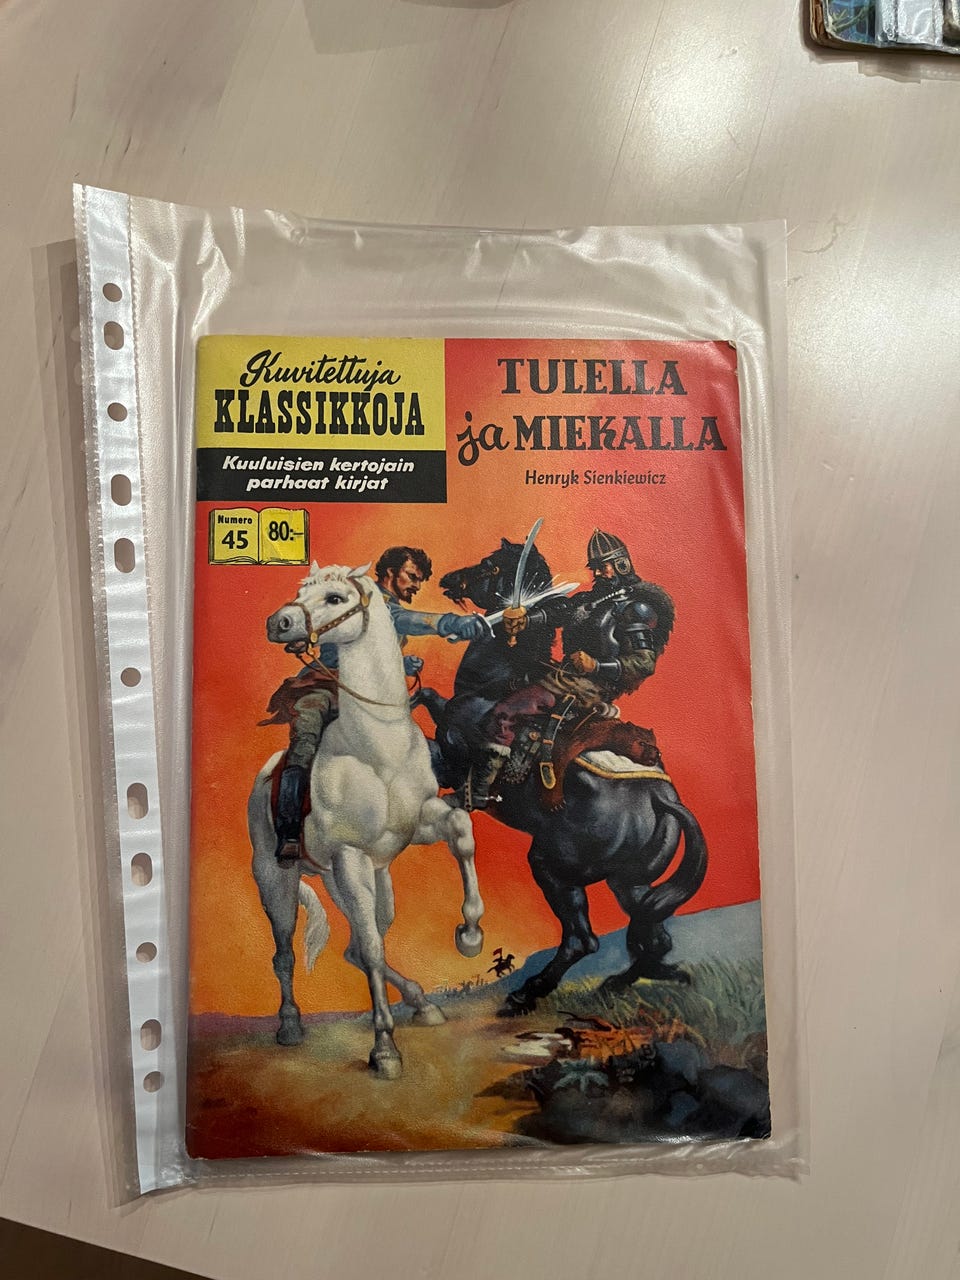 Kuvitettuja
KLASSIKKOJA
Kuuluisien kertojain
parhaat kirjat
Numero
45
80:-
TULELLA
ja MIEKALLA
Henryk Sienkiewicz